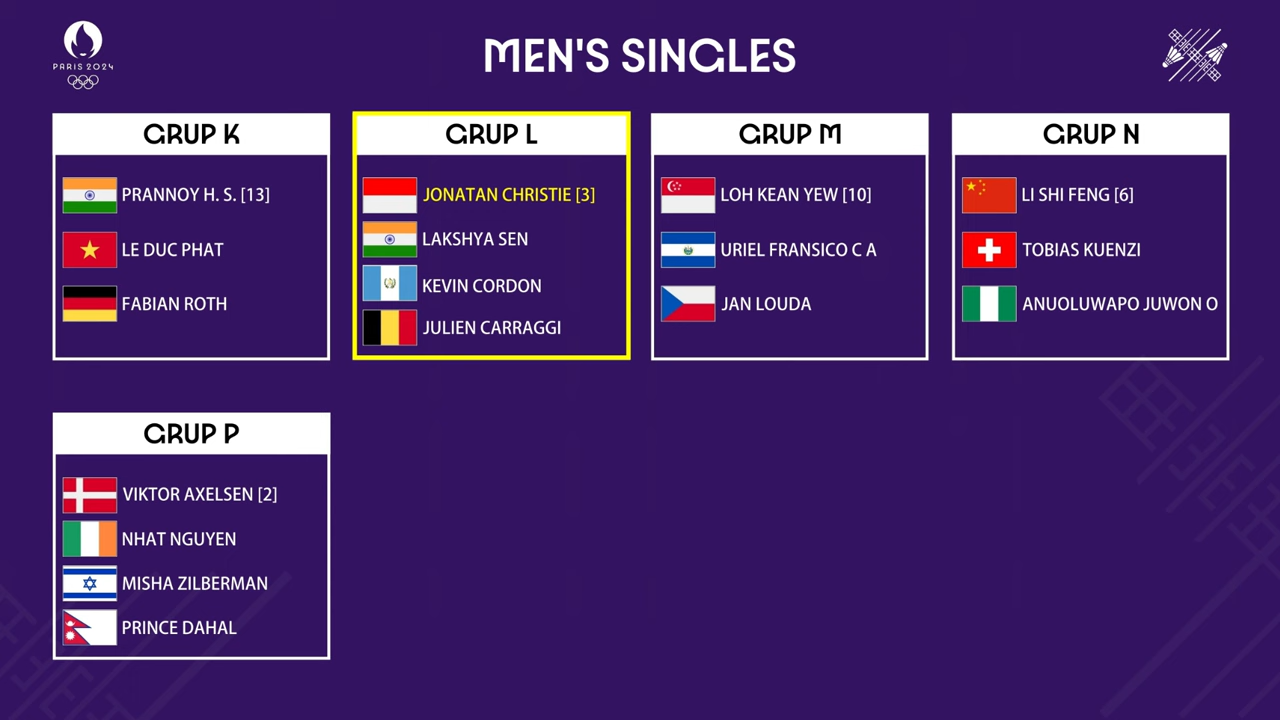 PARIS 2024
MEN'S SINGLES
GRUP K
PRANNOY H. S. [13]
LE DUC PHAT
FABIAN ROTH
GRUP L
JONATAN CHRISTIE [3]
LAKSHYA SEN
KEVIN CORDON
JULIEN CARRAGGI
GRUP M
LOH KEAN YEW [10]
URIEL FRANSICO C A
JAN LOUDA
GRUP N
LI SHI FENG [6]
TOBIAS KUENZI
ANUOLUWAPO JUWON O
GRUP P
VIKTOR AXELSEN [2]
NHAT NGUYEN
MISHA ZILBERMAN
PRINCE DAHAL